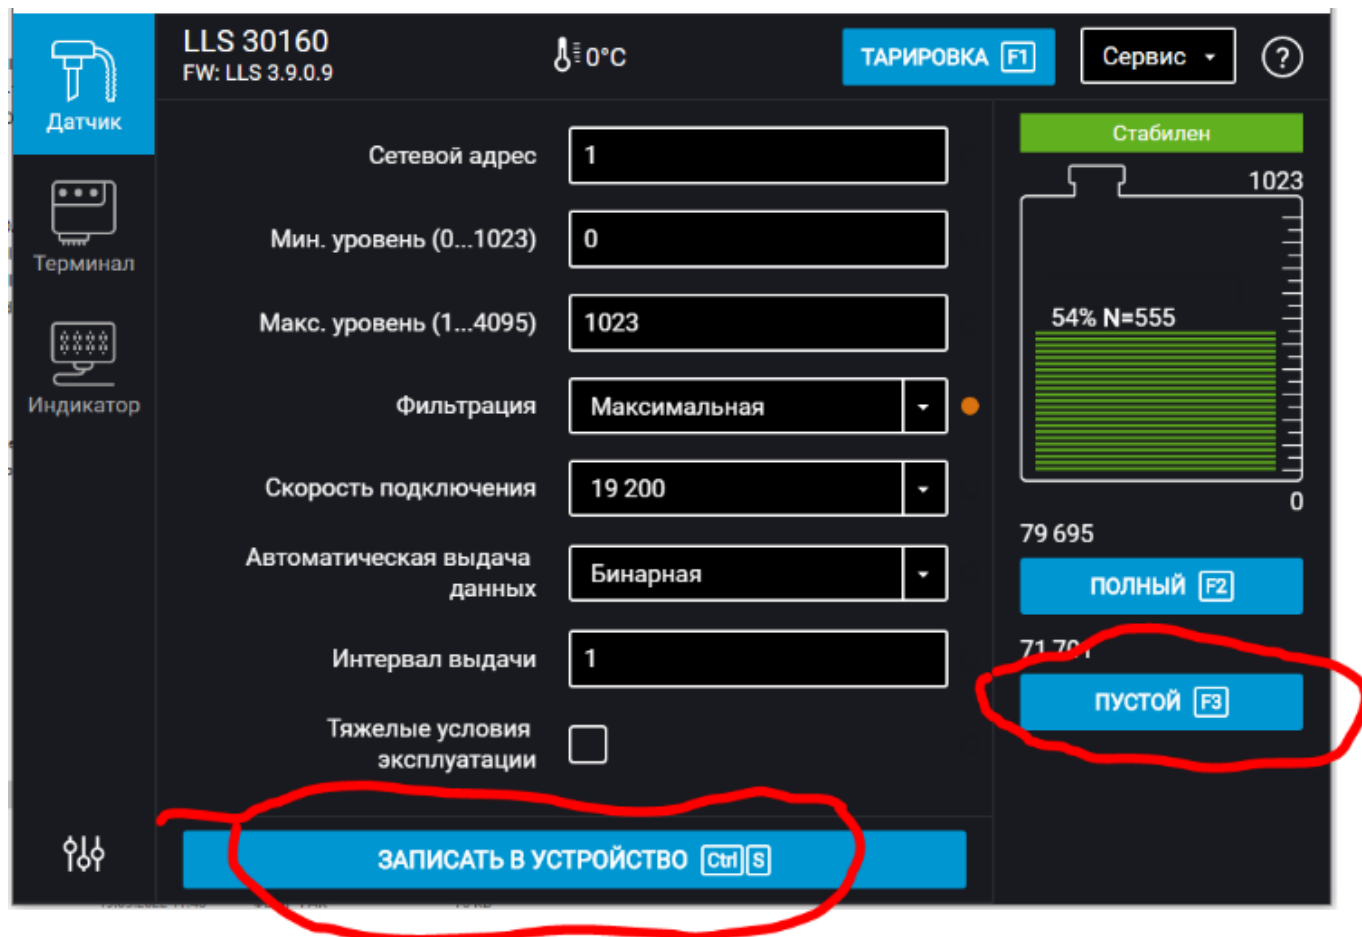 LLS 30160
FW: LLS 3.9.0.9
0°C
ТАРИРОВКА F1
Сервис
?
Датчик
Терминал
Индикатор
Сетевой адрес
1
Мин. уровень (0...1023)
0
Макс. уровень (1...4095)
1023
Фильтрация
Максимальная
Скорость подключения
19 200
Автоматическая выдача
данных
Бинарная
Интервал выдачи
1
Тяжелые условия
эксплуатации
ЗАПИСАТЬ В УСТРОЙСТВО Ctrl S
Стабилен
1023
54% N=555
0
79 695
ПОЛНЫЙ F2
ПУСТОЙ F3